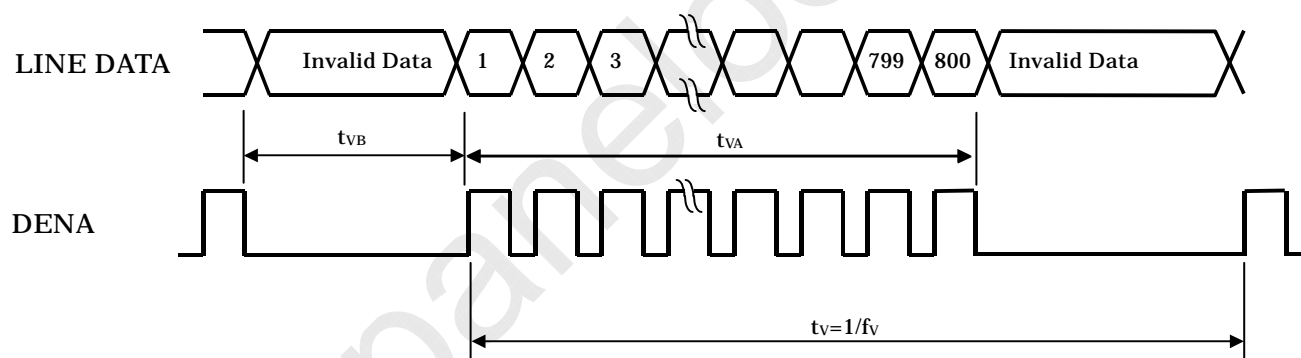 LINE DATA Invalid Data 1 2 3 799 800 Invalid Data
tVB tVA
DENA
tV=1/fV